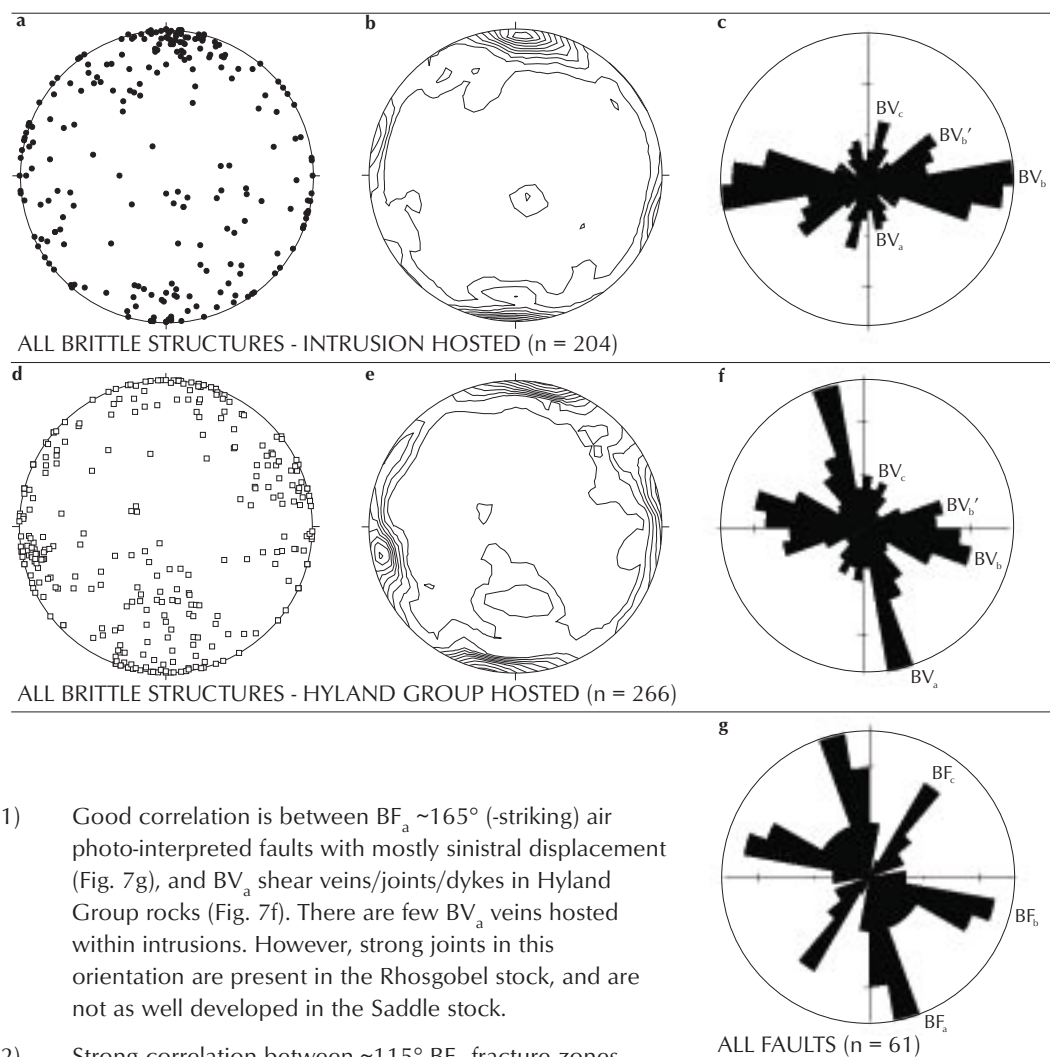 a
b
c
BVc
BVb′
BVb
BVa
ALL BRITTLE STRUCTURES - INTRUSION HOSTED (n = 204)
d
e
f
BVc
BVb′
BVb
BVa
ALL BRITTLE STRUCTURES - HYLAND GROUP HOSTED (n = 266)
g
BFc
BFb
BFa
ALL FAULTS (n = 61)
1) Good correlation is between BFa ~165° (-striking) air
photo-interpreted faults with mostly sinistral displacement
(Fig. 7g), and BVa shear veins/joints/dykes in Hyland
Group rocks (Fig. 7f). There are few BVa veins hosted
within intrusions. However, strong joints in this
orientation are present in the Rhosgobel stock, and are
not as well developed in the Saddle stock.
2) Strong correlation between ~115° BF fracture zones